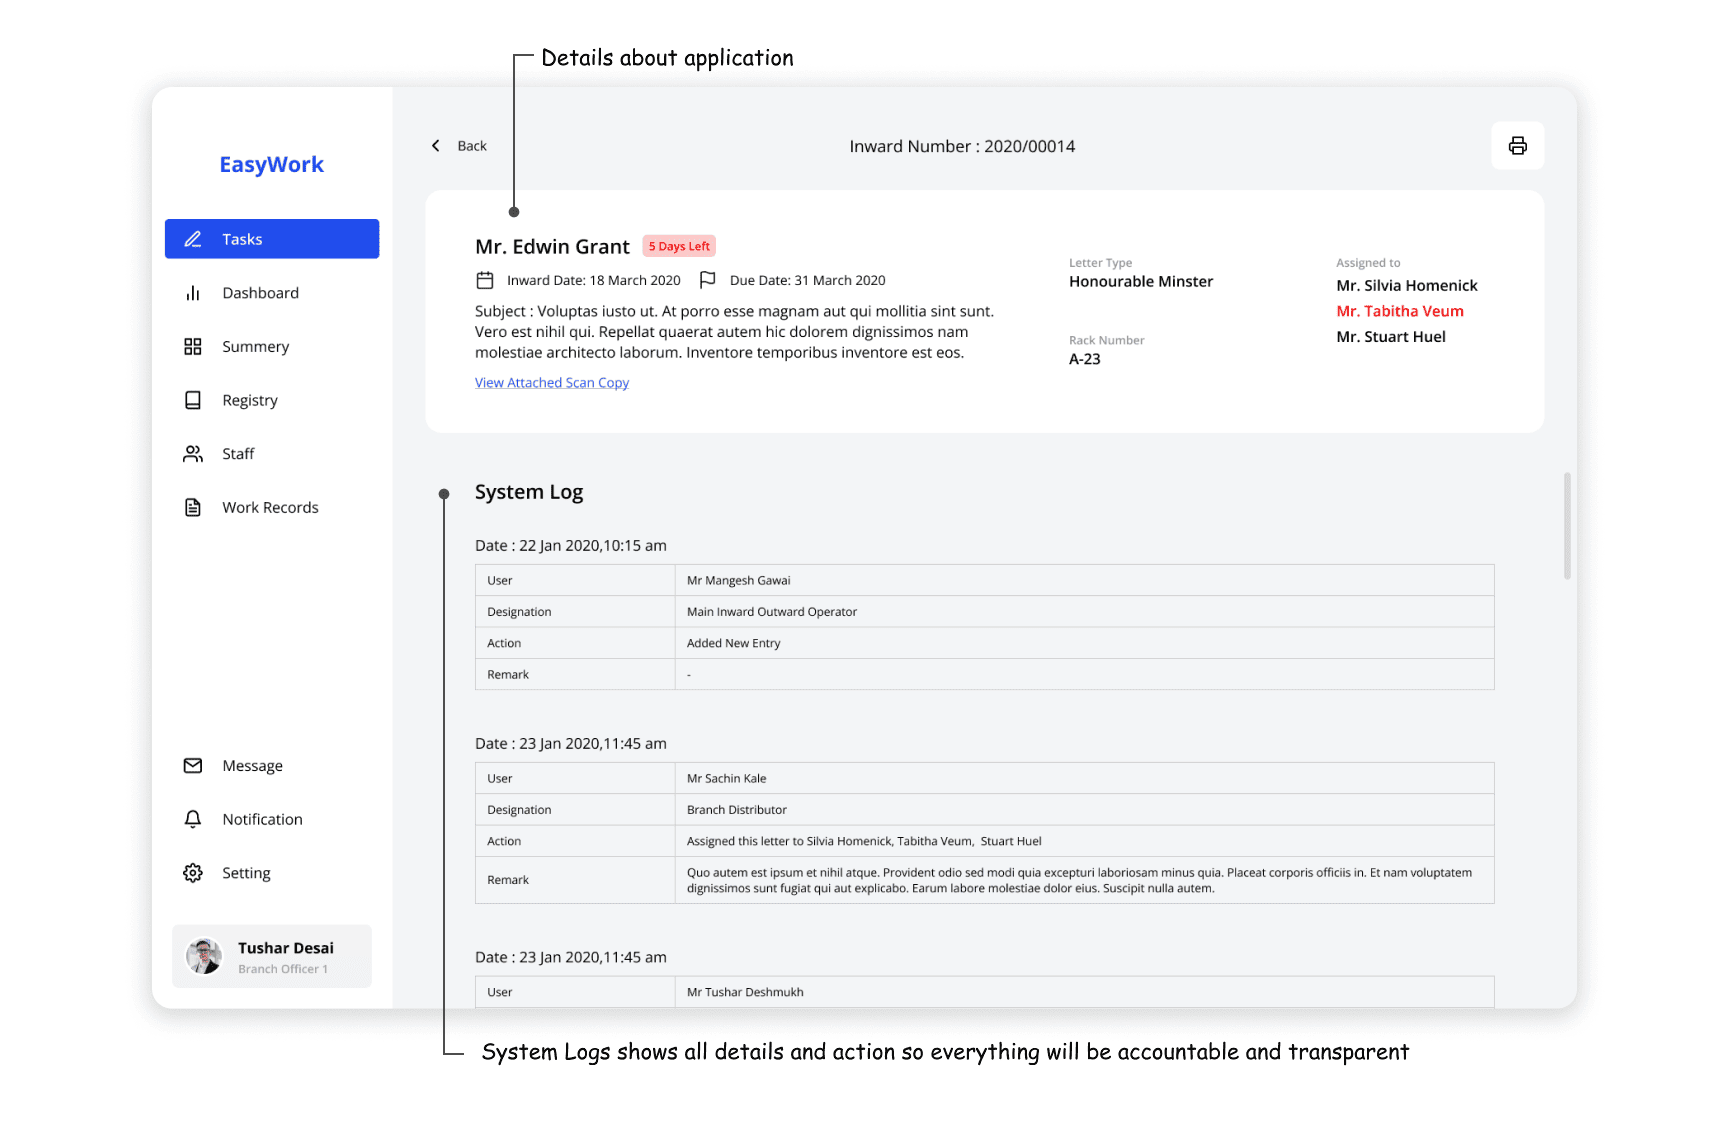 Details about application
EasyWork
Tasks
Dashboard
Summery
Registry
Staff
Work Records
Message
Notification
Setting
Tushar Desai
Branch Officer 1
Back
Inward Number : 2020/00014
Mr. Edwin Grant
5 Days Left
Inward Date: 18 March 2020
Due Date: 31 March 2020
Subject : Voluptas iusto ut. At porro esse magnam aut qui mollitia sint sunt.
Vero est nihil qui. Repellat quaerat autem hic dolorem dignissimos nam
molestiae architecto laborum. Inventore temporibus inventore est eos.
View Attached Scan Copy
Letter Type
Honourable Minster
Rack Number
A-23
Assigned to
Mr. Silvia Homenick
Mr. Tabitha Veum
Mr. Stuart Huel
System Log
Date : 22 Jan 2020,10:15 am
User Mr Mangesh Gawai
Designation Main Inward Outward Operator
Action Added New Entry
Remark -
Date : 23 Jan 2020,11:45 am
User Mr Sachin Kale
Designation Branch Distributor
Action Assigned this letter to Silvia Homenick, Tabitha Veum, Stuart Huel
Remark Quo autem est ipsum et nihil atque. Provident odio sed modi quia excepturi laboriosam minus quia. Placeat corporis officiis in. Et nam voluptatem
dignissimos sunt fugiat qui aut explicabo. Earum labore molestiae dolor eius. Suscipit nulla autem.
Date : 23 Jan 2020,11:45 am
User Mr Tushar Deshmukh
System Logs shows all details and action so everything will be accountable and transparent